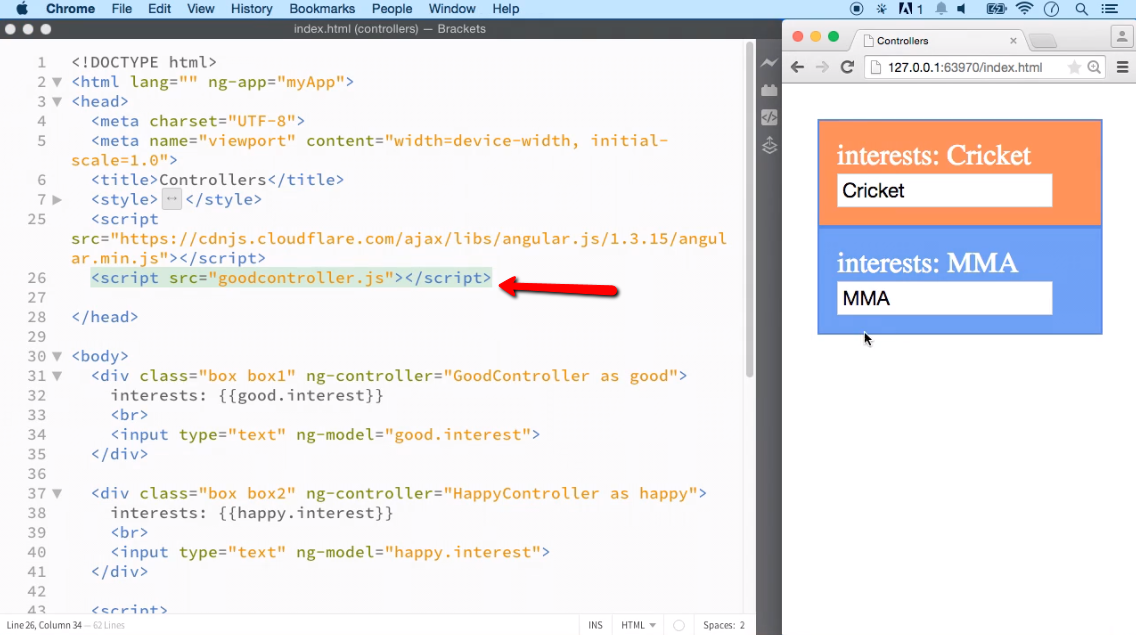 Chrome File Edit View History Bookmarks People Window Help
1
index.html (controllers) — Brackets
1 <!DOCTYPE html>
2 <html lang="" ng-app="myApp">
3 <head>
4 <meta charset="UTF-8">
5 <meta name="viewport" content="width=device-width, initial-
scale=1.0">
6 <title>Controllers</title>
7 <style></style>
25 <script
src="https://cdnjs.cloudflare.com/ajax/libs/angular.js/1.3.15/angul
ar.min.js"></script>
26 <script src="goodcontroller.js"></script>
27
28 </head>
29
30 <body>
31 <div class="box box1" ng-controller="GoodController as good">
32 interests: {{good.interest}}
33 <br>
34 <input type="text" ng-model="good.interest">
35 </div>
36
37 <div class="box box2" ng-controller="HappyController as happy">
38 interests: {{happy.interest}}
39 <br>
40 <input type="text" ng-model="happy.interest">
41 </div>
42
43 <script>
Line 26, Column 34 — 62 Lines
INS HTML Spaces: 2
Controllers
127.0.0.1:63970/index.html
interests: Cricket
Cricket
interests: MMA
MMA